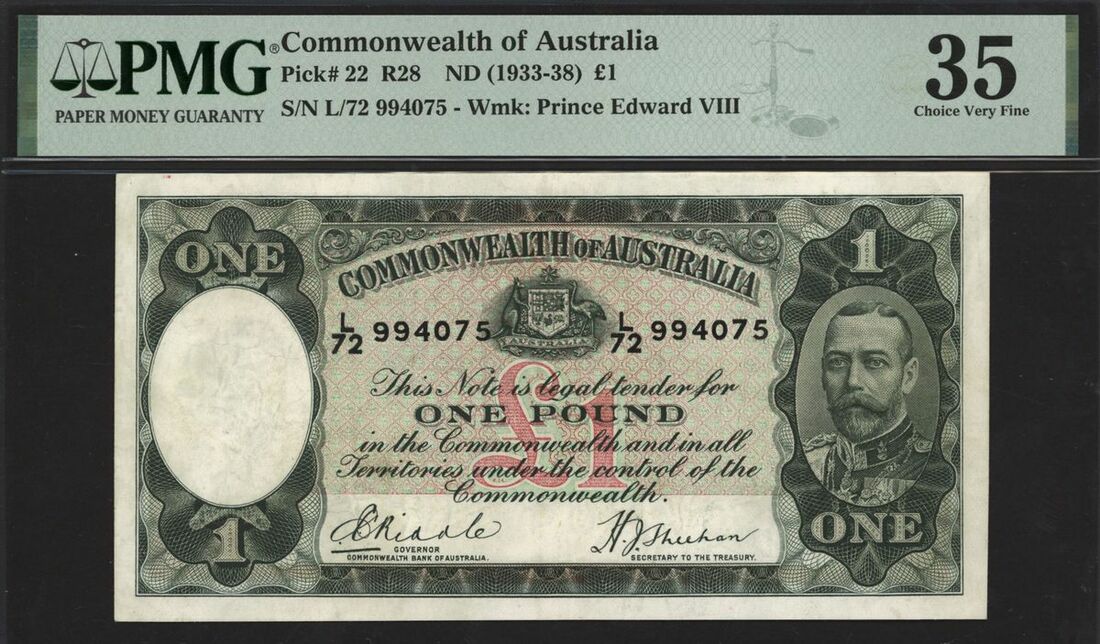 PMG®
PAPER MONEY GUARANTY
Commonwealth of Australia
Pick# 22 R28 ND (1933-38) £1
S/N L/72 994075 - Wmk: Prince Edward VIII
35
Choice Very Fine
ONE
COMMONWEALTH OF AUSTRALIA
1
L/72 994075
AUSTRALIA
L/72 994075
£1
This Note is legal tender for
ONE POUND
in the Commonwealth and in all
Territories under the control of the
Commonwealth.
1
ONE
E Riddle
GOVERNOR
COMMONWEALTH BANK OF AUSTRALIA.
H. J. Sheehan
SECRETARY TO THE TREASURY.